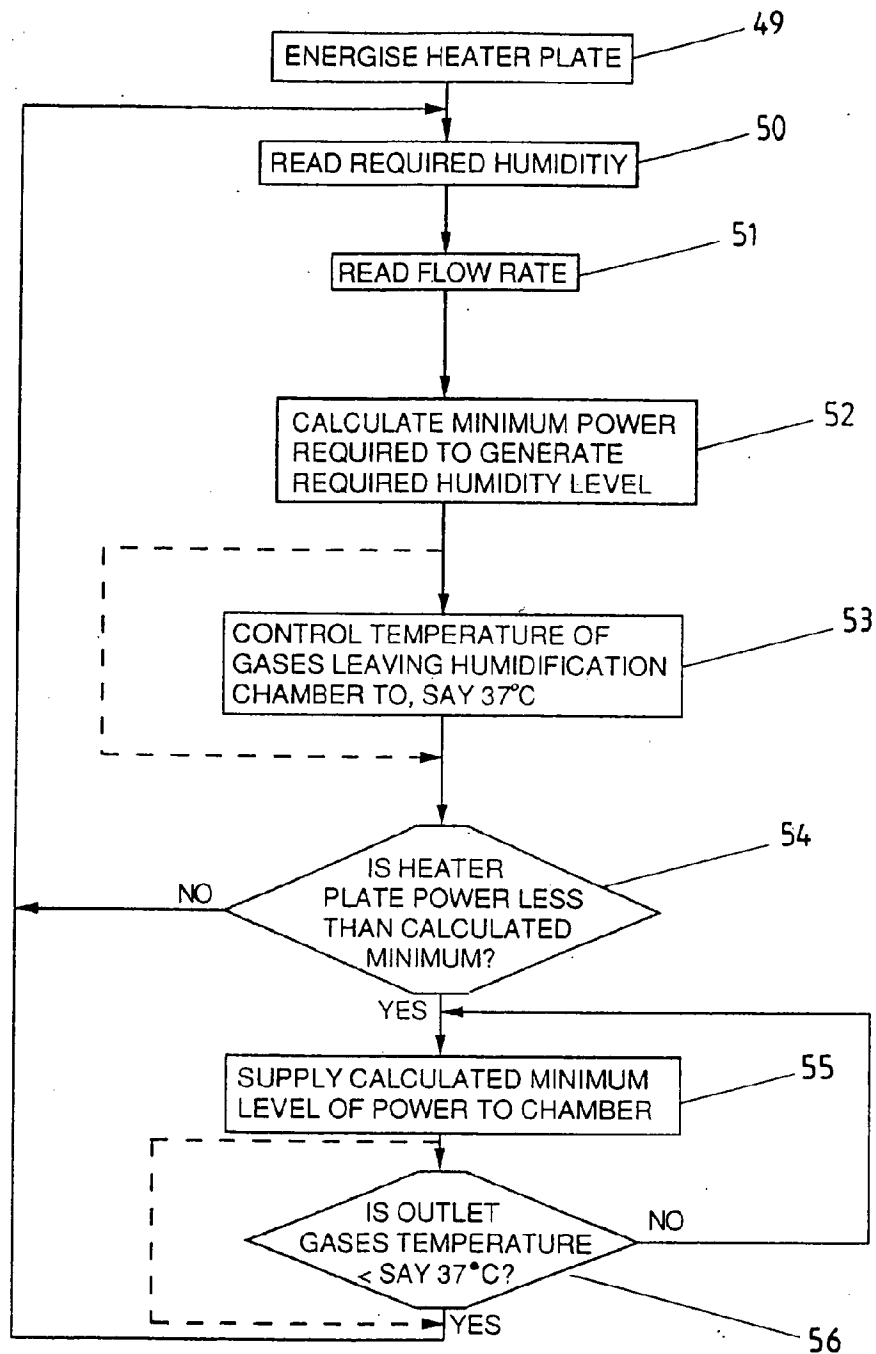 49
ENERGISE HEATER PLATE
50
READ REQUIRED HUMIDITIY
51
READ FLOW RATE
52
CALCULATE MINIMUM POWER
REQUIRED TO GENERATE
REQUIRED HUMIDITY LEVEL
53
CONTROL TEMPERATURE OF
GASES LEAVING HUMIDIFICATION
CHAMBER TO, SAY 37°C
54
IS HEATER
PLATE POWER LESS
THAN CALCULATED
MINIMUM?
NO
YES
55
SUPPLY CALCULATED MINIMUM
LEVEL OF POWER TO CHAMBER
IS OUTLET
GASES TEMPERATURE
< SAY 37°C?
NO
YES
56